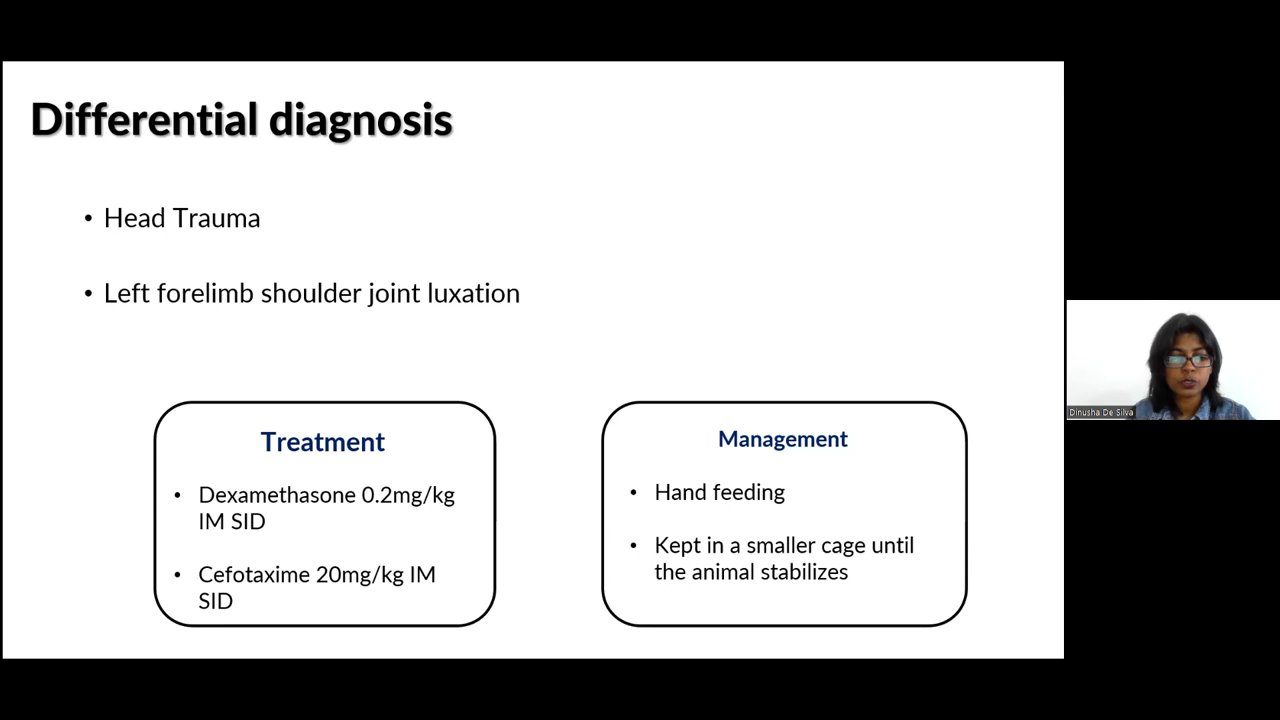 Differential diagnosis
• Head Trauma
• Left forelimb shoulder joint luxation
Treatment
• Dexamethasone 0.2mg/kg
IM SID
• Cefotaxime 20mg/kg IM
SID
Management
• Hand feeding
• Kept in a smaller cage until
the animal stabilizes
Dinusha De Silva